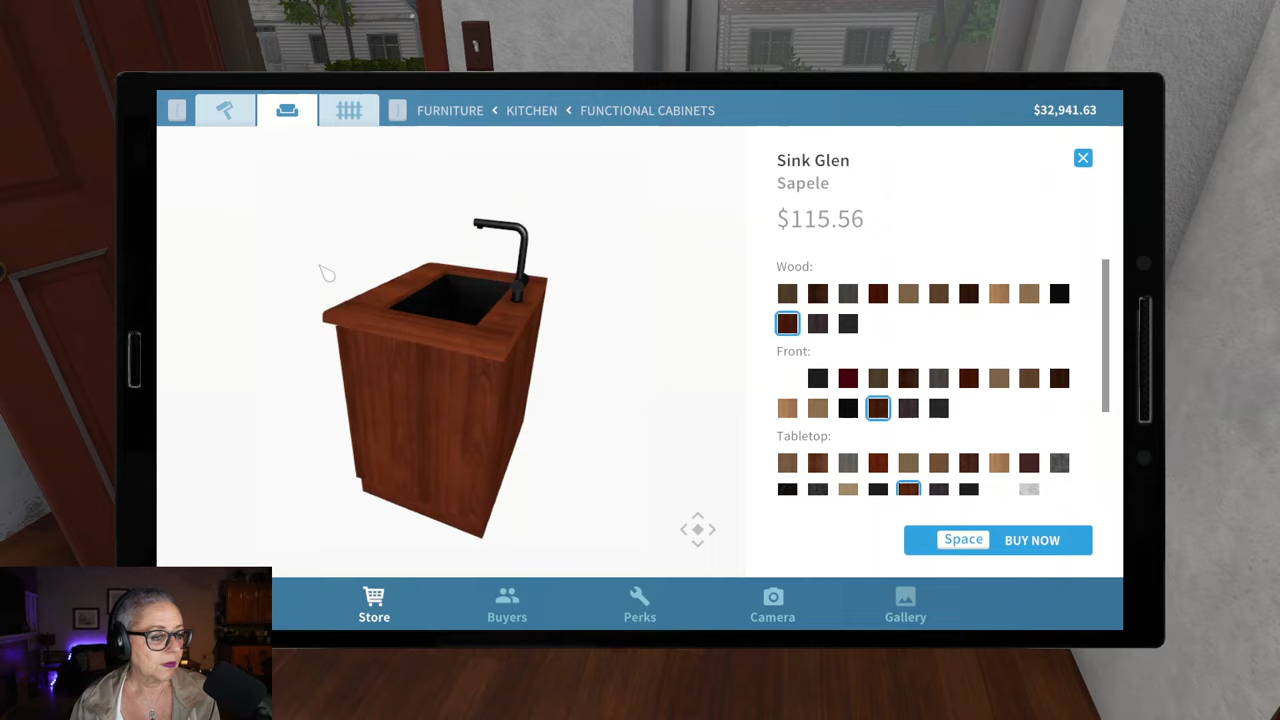 FURNITURE < KITCHEN < FUNCTIONAL CABINETS
$32,941.63
Sink Glen
Sapele
$115.56
Wood:
Front:
Tabletop:
Space BUY NOW
Store
Buyers
Perks
Camera
Gallery